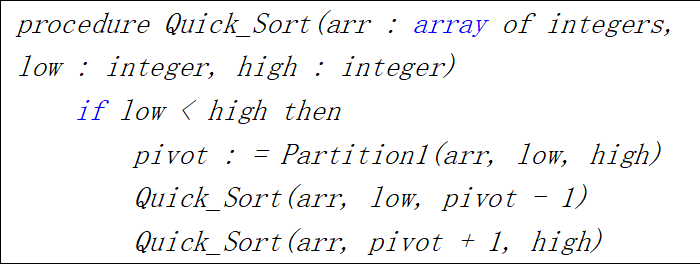 procedure Quick_Sort(arr : array of integers,
low : integer, high : integer)
if low < high then
pivot : = Partition1(arr, low, high)
Quick_Sort(arr, low, pivot - 1)
Quick_Sort(arr, pivot + 1, high)